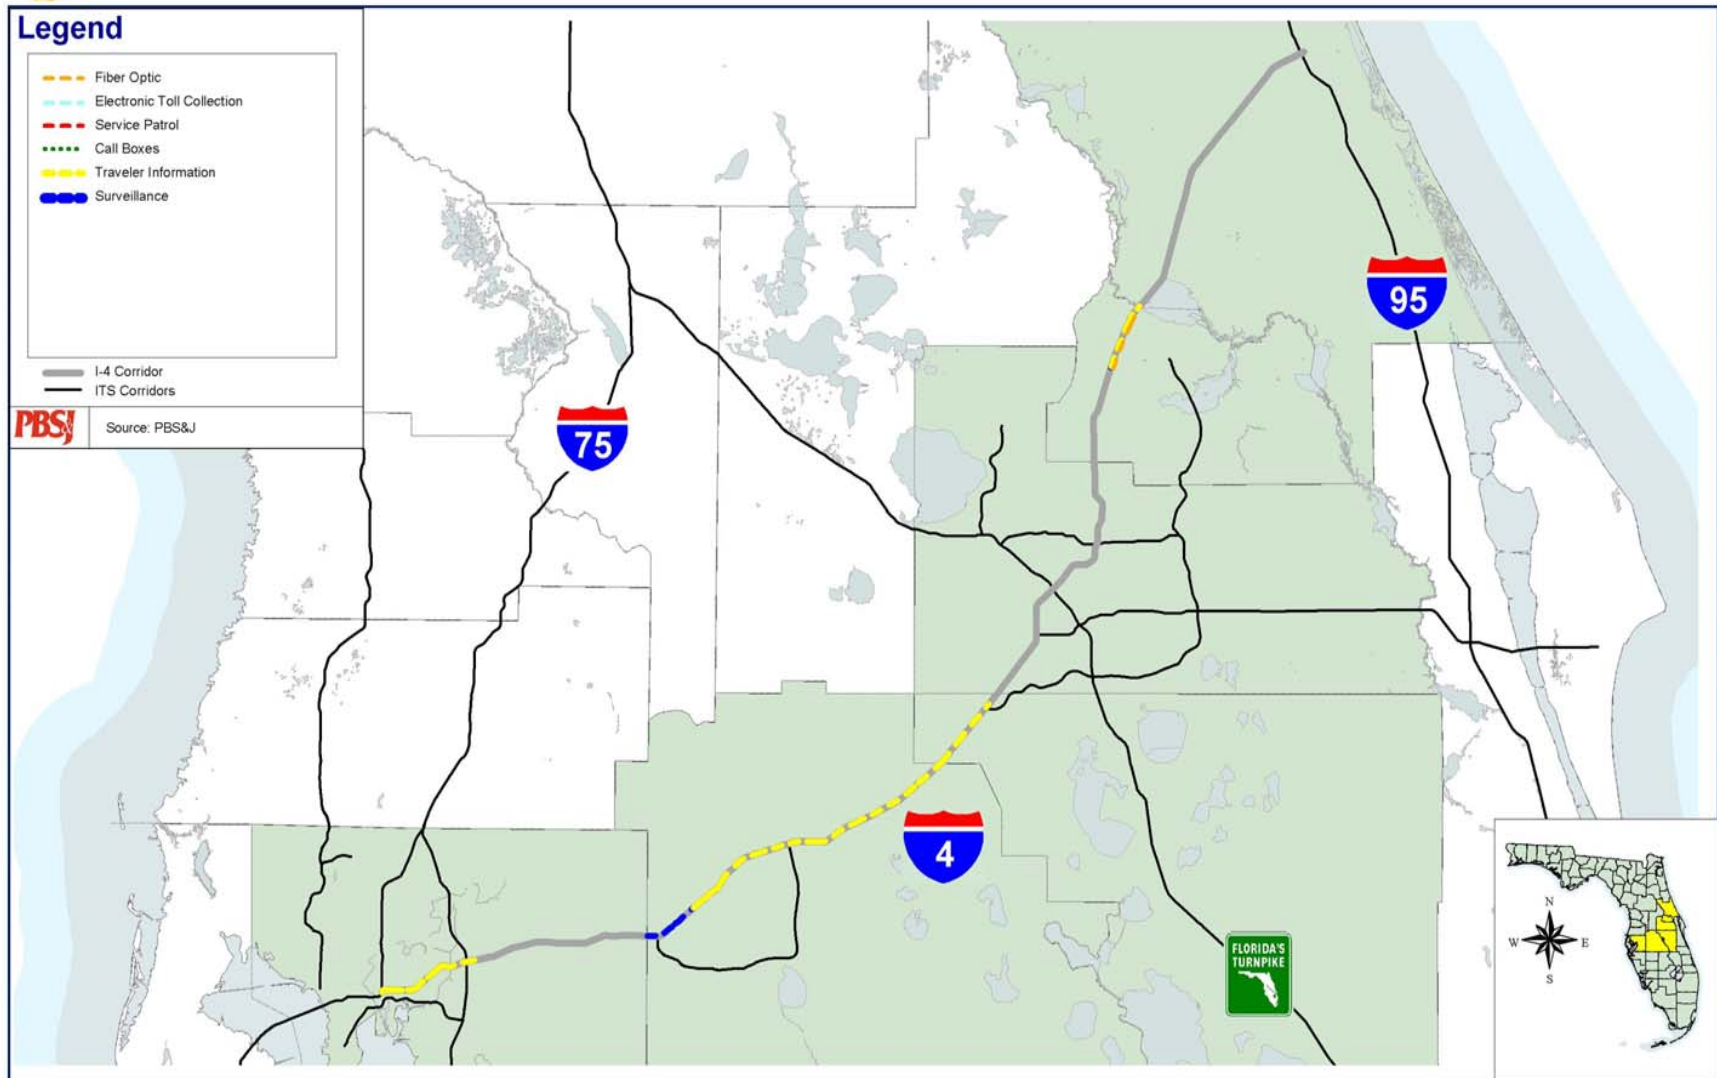 Legend
Fiber Optic
Electronic Toll Collection
Service Patrol
Call Boxes
Traveler Information
Surveillance
I-4 Corridor
ITS Corridors
PBSJ
Source: PBS&J
95
75
4
FLORIDA'S
TURNPIKE
N
W
E
S